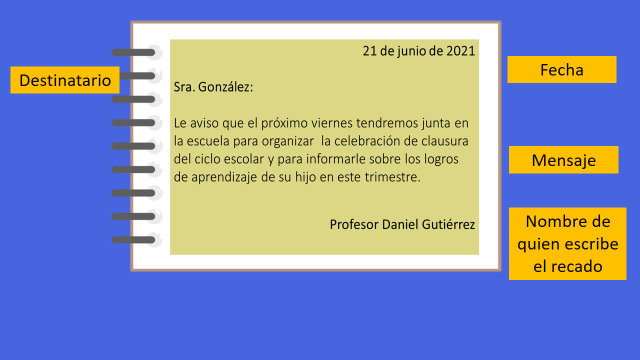 21 de junio de 2021
Fecha
Destinatario
Sra. González:
Le aviso que el próximo viernes tendremos junta en
la escuela para organizar la celebración de clausura
del ciclo escolar y para informarle sobre los logros
de aprendizaje de su hijo en este trimestre.
Mensaje
Profesor Daniel Gutiérrez
Nombre de
quien escribe
el recado